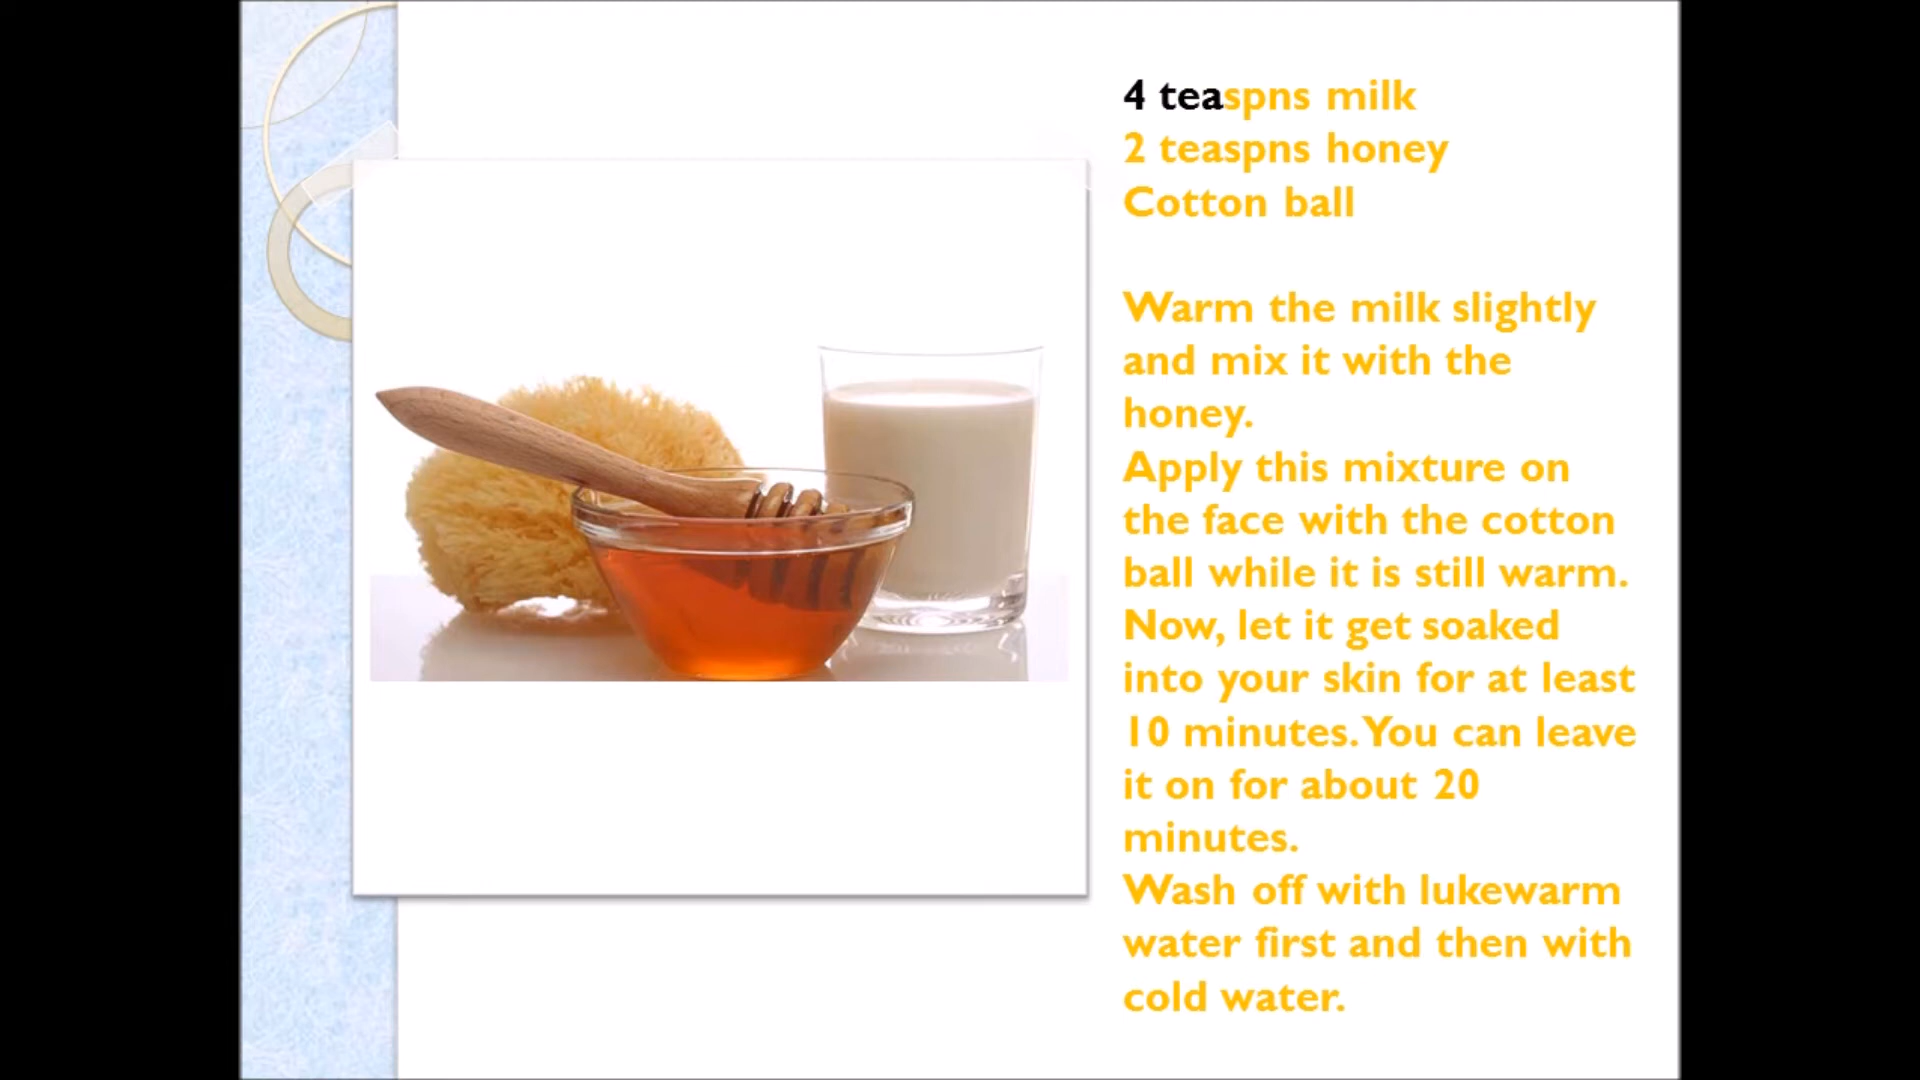 4 teaspns milk
2 teaspns honey
Cotton ball
Warm the milk slightly
and mix it with the
honey.
Apply this mixture on
the face with the cotton
ball while it is still warm.
Now, let it get soaked
into your skin for at least
10 minutes. You can leave
it on for about 20
minutes.
Wash off with lukewarm
water first and then with
cold water.